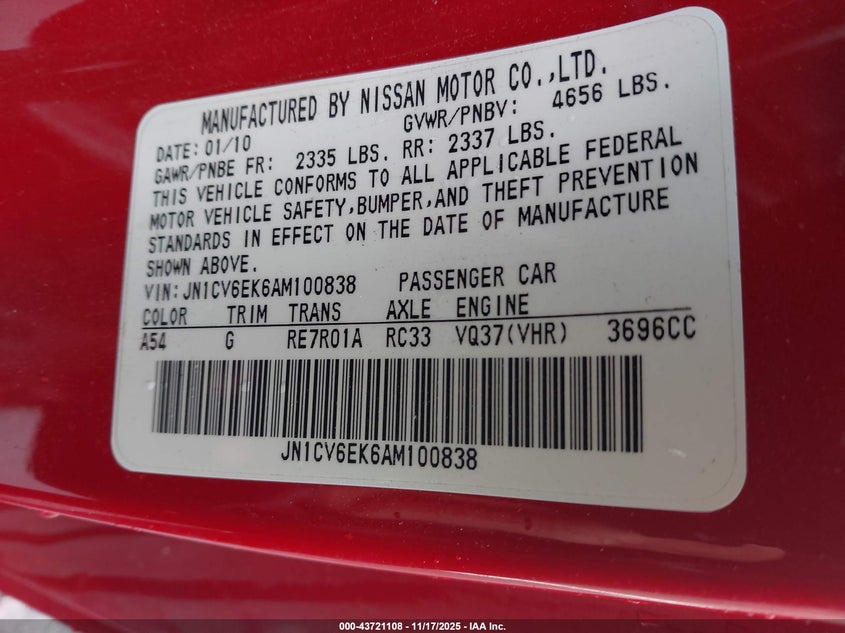 MANUFACTURED BY NISSAN MOTOR CO.,LTD.
DATE: 01/10 GVWR/PNBV: 4656 LBS.
GAWR/PNBE FR: 2335 LBS. RR: 2337 LBS.
THIS VEHICLE CONFORMS TO ALL APPLICABLE FEDERAL
MOTOR VEHICLE SAFETY,BUMPER,AND THEFT PREVENTION
STANDARDS IN EFFECT ON THE DATE OF MANUFACTURE
SHOWN ABOVE.
VIN:JN1CV6EK6AM100838 PASSENGER CAR
COLOR TRIM TRANS AXLE ENGINE
A54 G RE7R01A RC33 VQ37(VHR) 3696CC
JN1CV6EK6AM100838
000-43721108 - 11/17/2025 - IAA Inc.